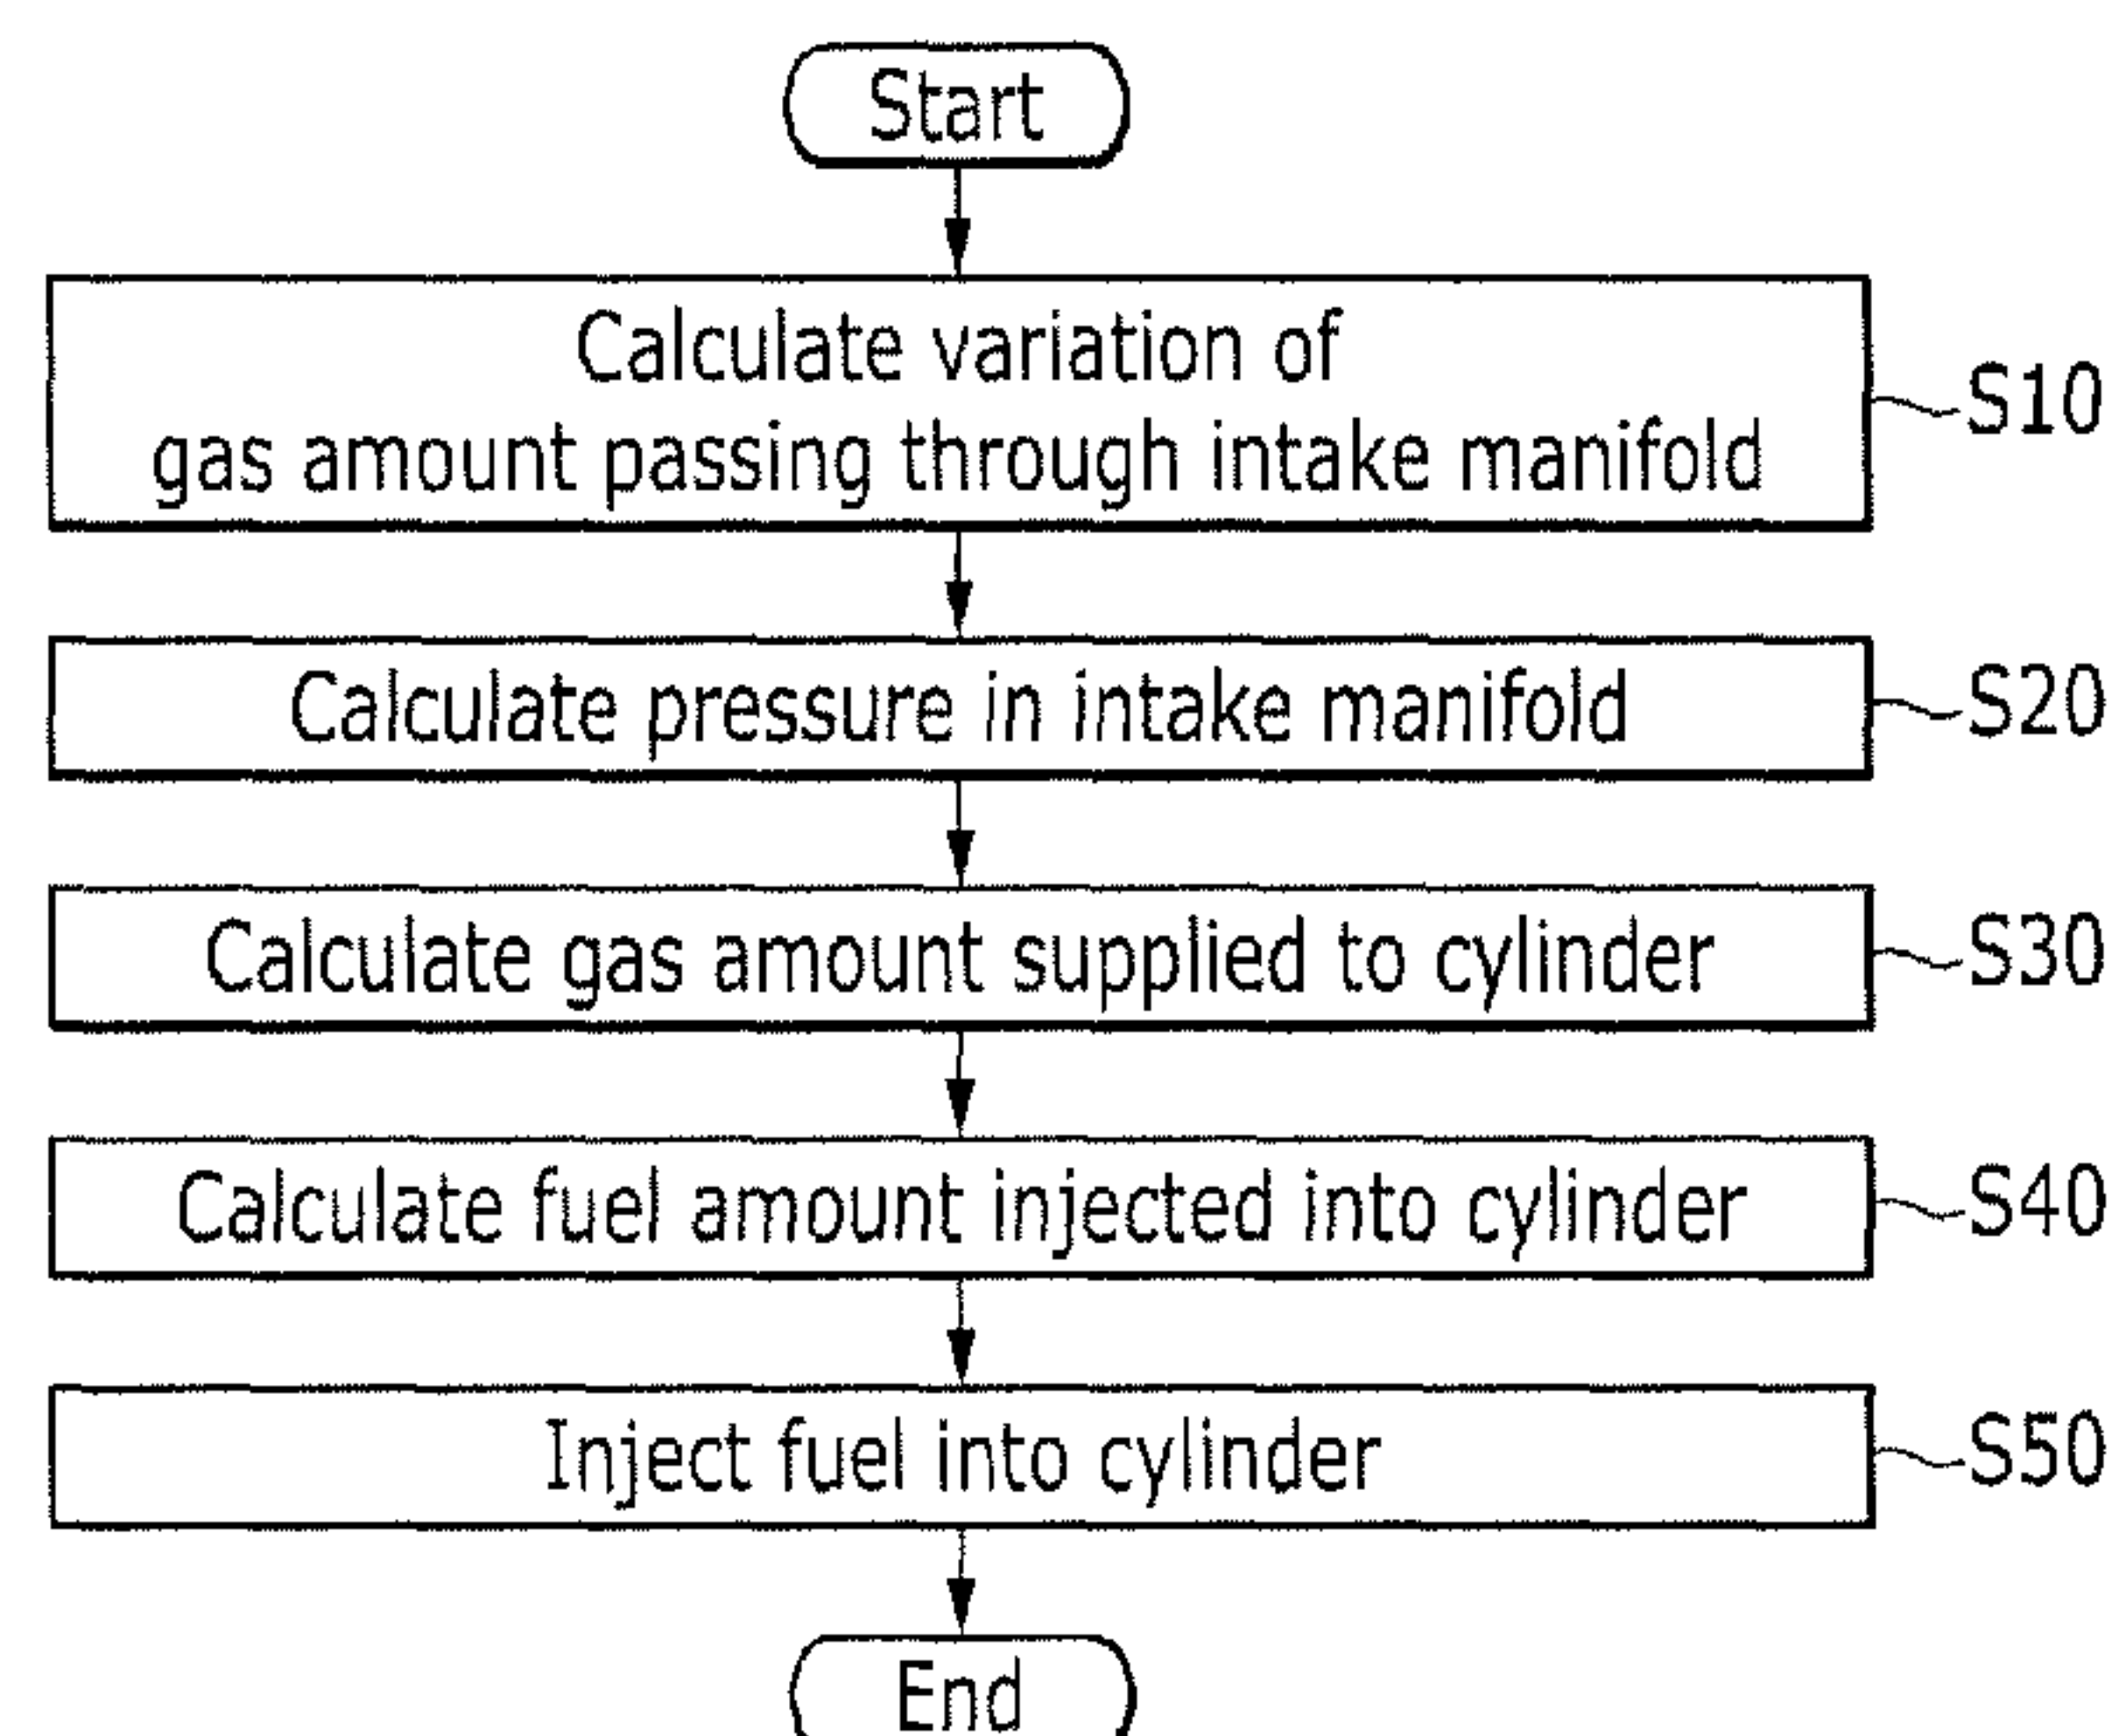 Start
Calculate variation of
gas amount passing through intake manifold
S10
Calculate pressure in intake manifold
S20
Calculate gas amount supplied to cylinder
S30
Calculate fuel amount injected into cylinder
S40
Inject fuel into cylinder
S50
End